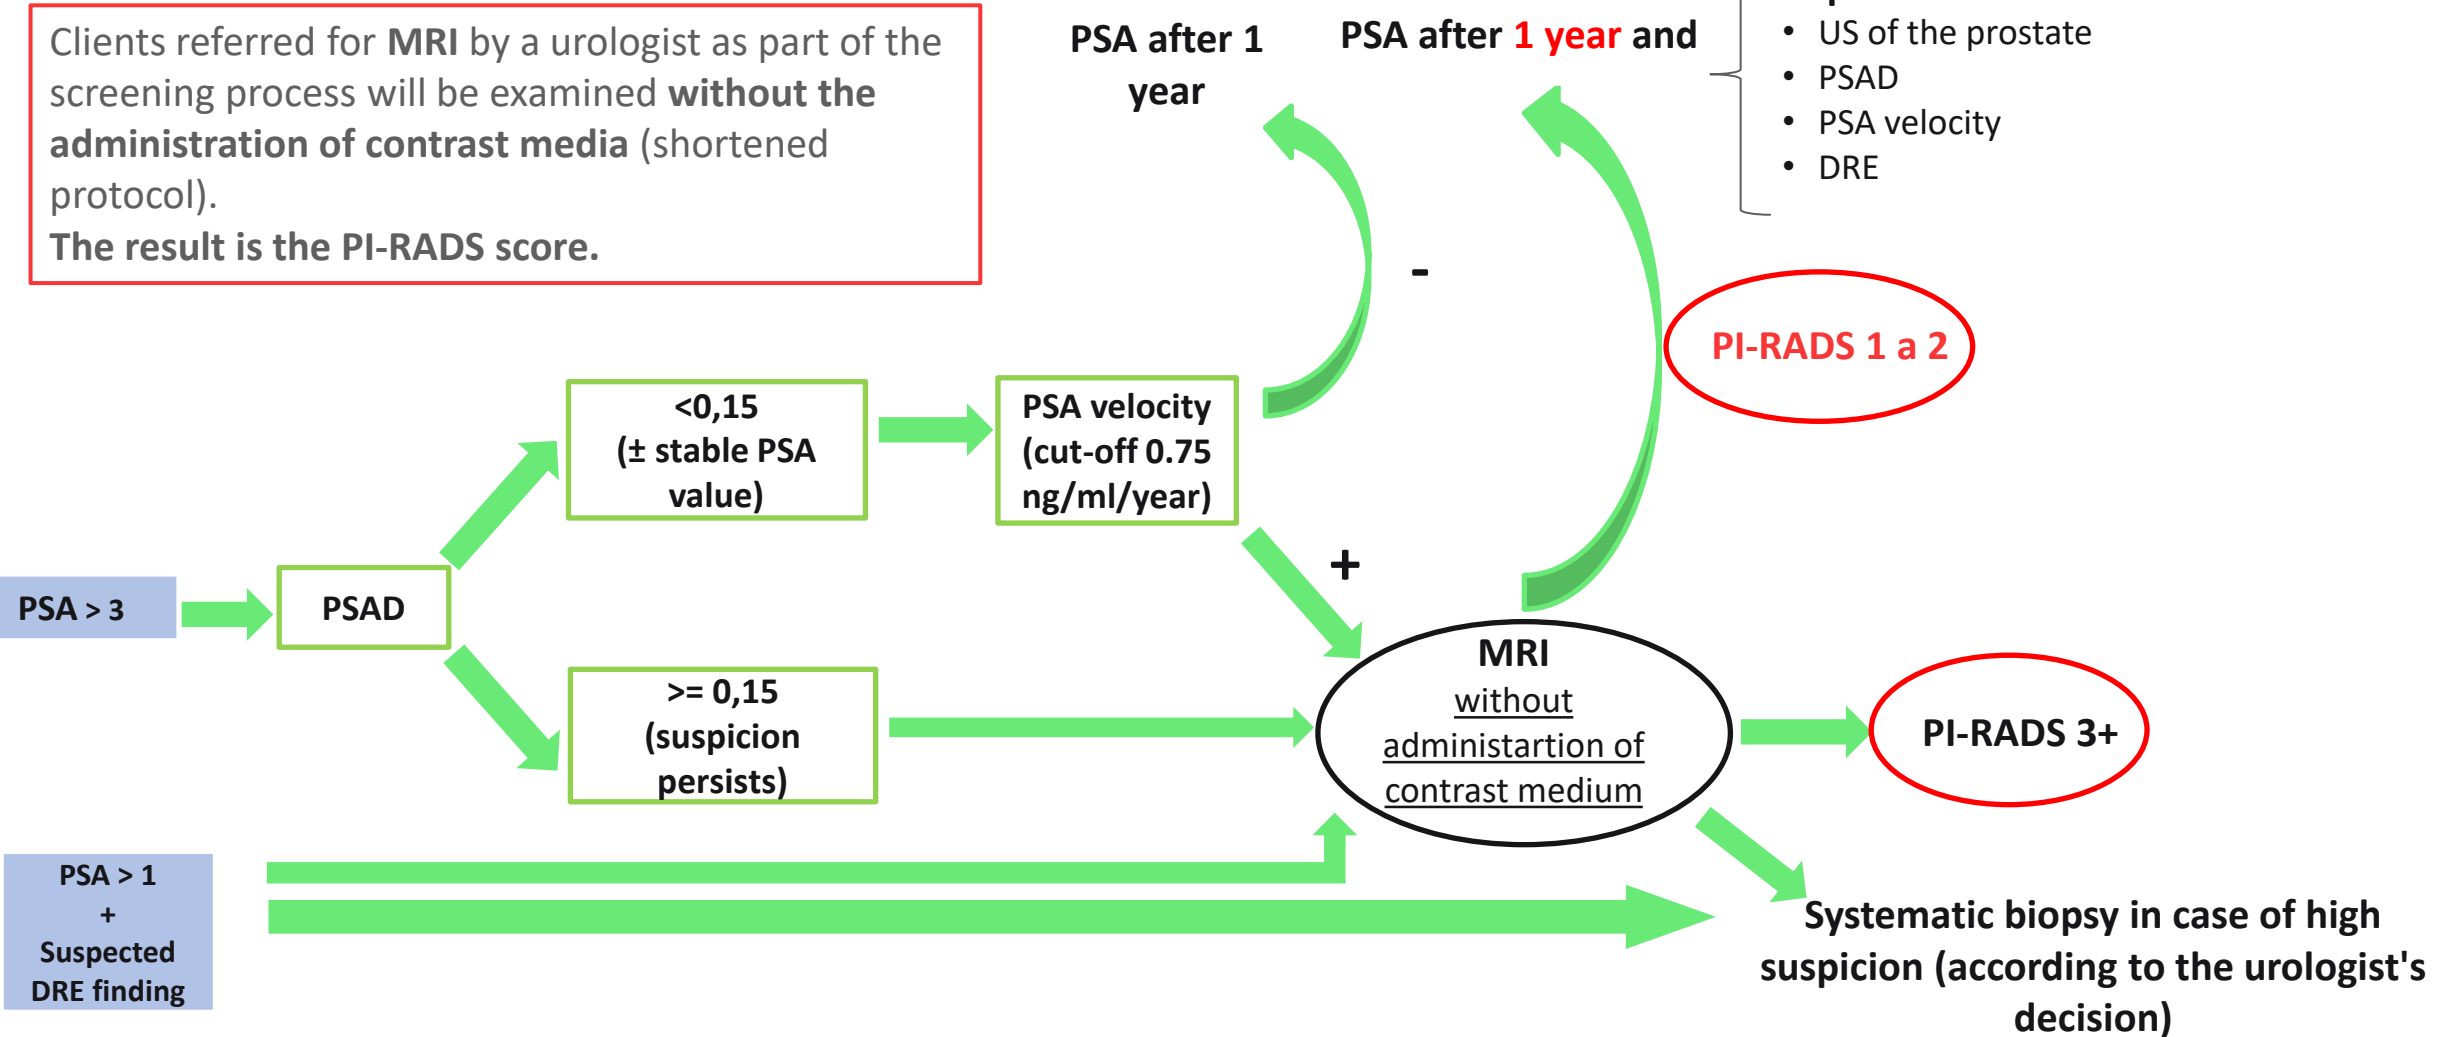 Clients referred for MRI by a urologist as part of the
screening process will be examined without the
administration of contrast media (shortened
protocol).
The result is the PI-RADS score.
PSA after 1
year
PSA after 1 year and
• US of the prostate
• PSAD
• PSA velocity
• DRE
-
PI-RADS 1 a 2
<0,15
(± stable PSA
value)
PSA velocity
(cut-off 0.75
ng/ml/year)
+
PSA > 3
PSAD
>= 0,15
(suspicion
persists)
MRI
without
administartion of
contrast medium
PI-RADS 3+
PSA > 1
+
Suspected
DRE finding
Systematic biopsy in case of high
suspicion (according to the urologist's
decision)